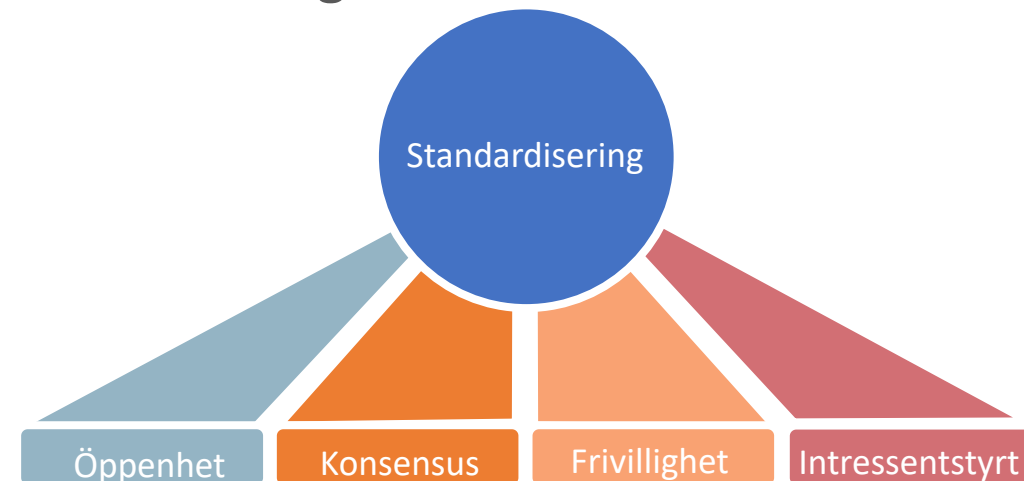 Standardisering
Öppenhet
Konsensus
Frivillighet
Intressentstyrt